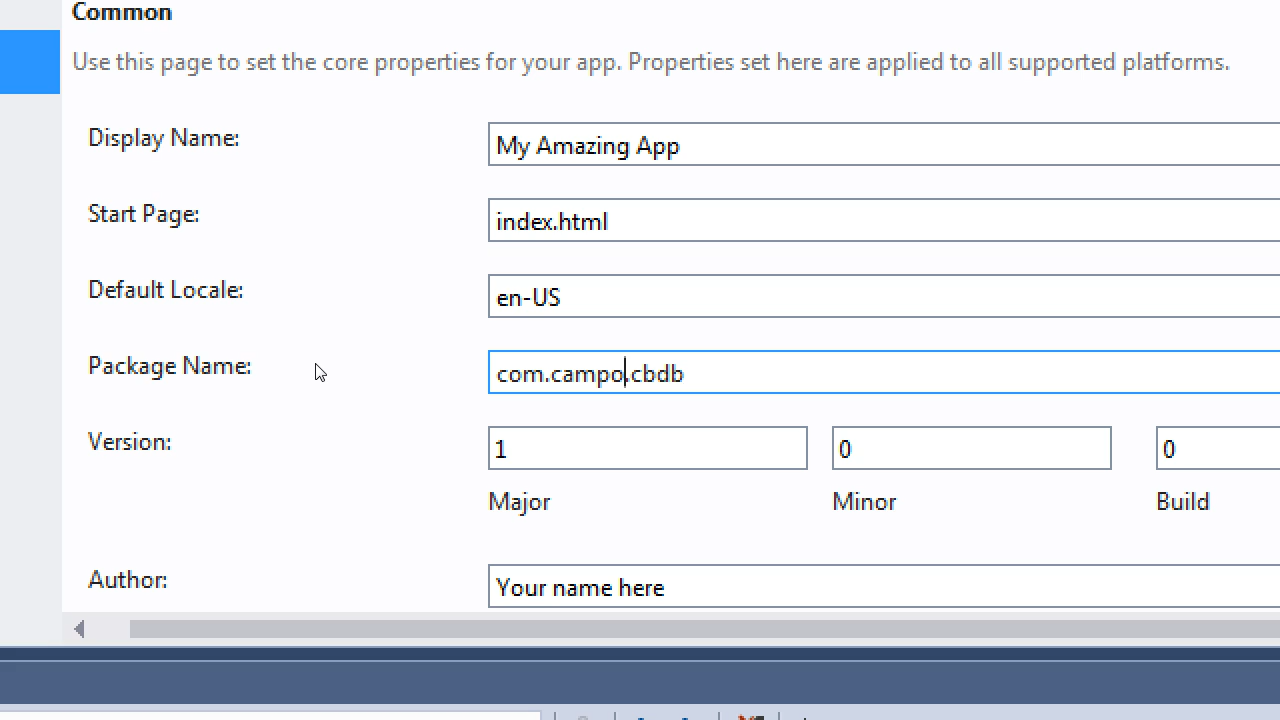 Common
Use this page to set the core properties for your app. Properties set here are applied to all supported platforms.
Display Name: My Amazing App
Start Page: index.html
Default Locale: en-US
Package Name: com.campo.cbdb
Version: 1 0 0
Major Minor Build
Author: Your name here